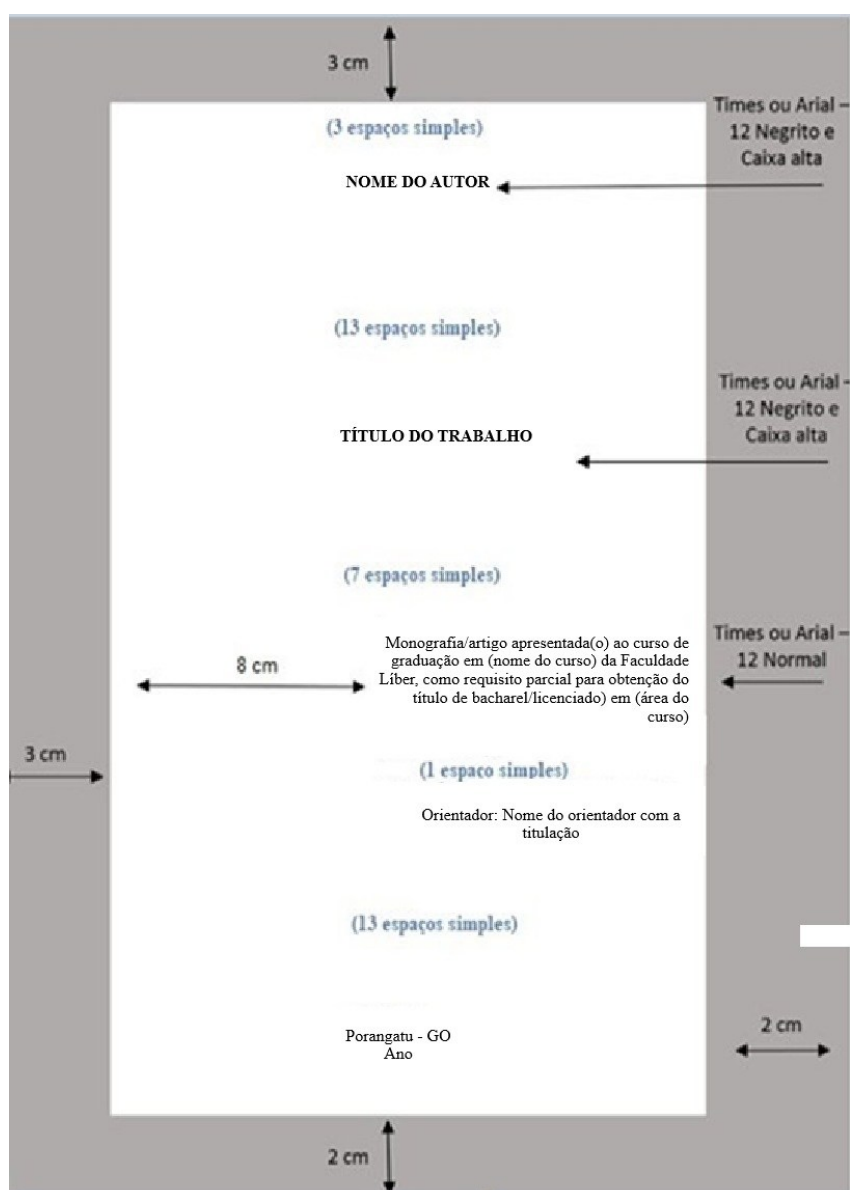 3 cm
(3 espaços simples)
Times ou Arial –
12 Negrito e
Caixa alta
NOME DO AUTOR
(13 espaços simples)
Times ou Arial -
12 Negrito e
Caixa alta
TÍTULO DO TRABALHO
(7 espaços simples)
Monografia/artigo apresentada(o) ao curso de
graduação em (nome do curso) da Faculdade
Líber, como requisito parcial para obtenção do
título de bacharel/licenciado) em (área do
curso)
Times ou Arial –
12 Normal
8 cm
3 cm
(1 espaco simples)
Orientador: Nome do orientador com a
titulação
(13 espaços simples)
Porangatu - GO
Ano
2 cm
2 cm